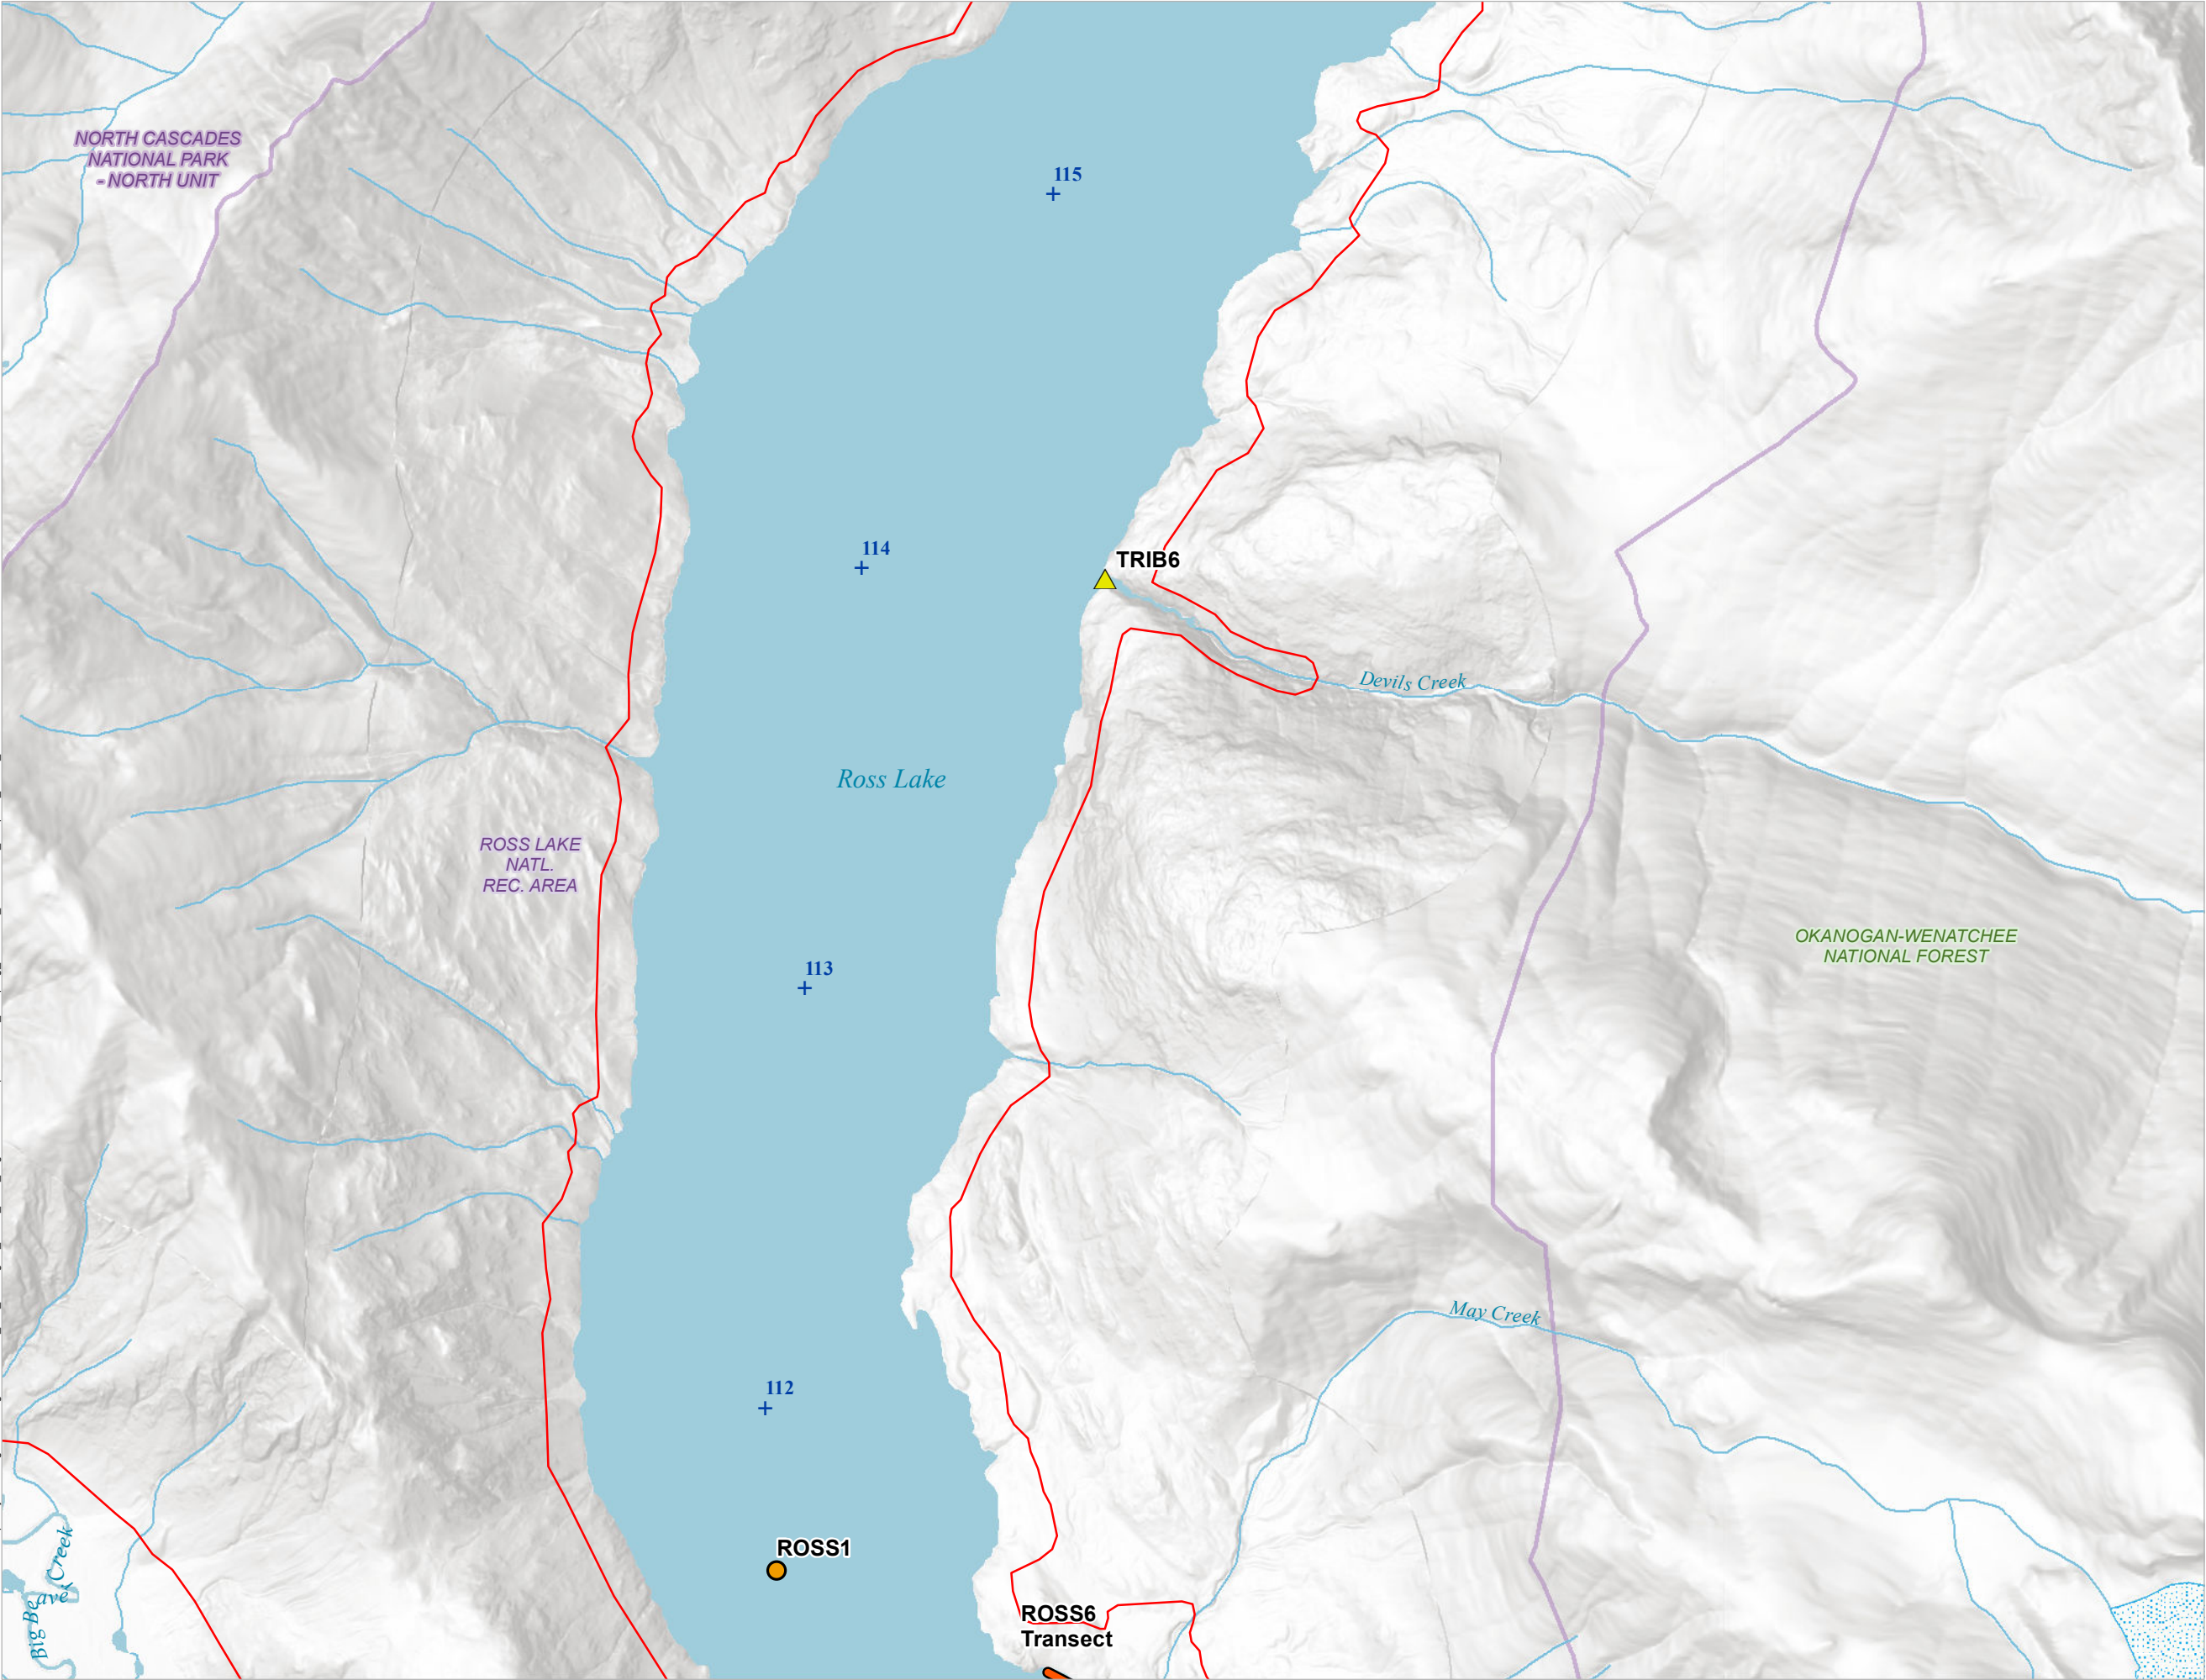 NORTH CASCADES
NATIONAL PARK
- NORTH UNIT
115
114
TRIB6
Devils Creek
Ross Lake
ROSS LAKE
NATL.
REC. AREA
OKANOGAN-WENATCHEE
NATIONAL FOREST
113
May Creek
112
ROSS1
Big Beaver Creek
ROSS6
Transect